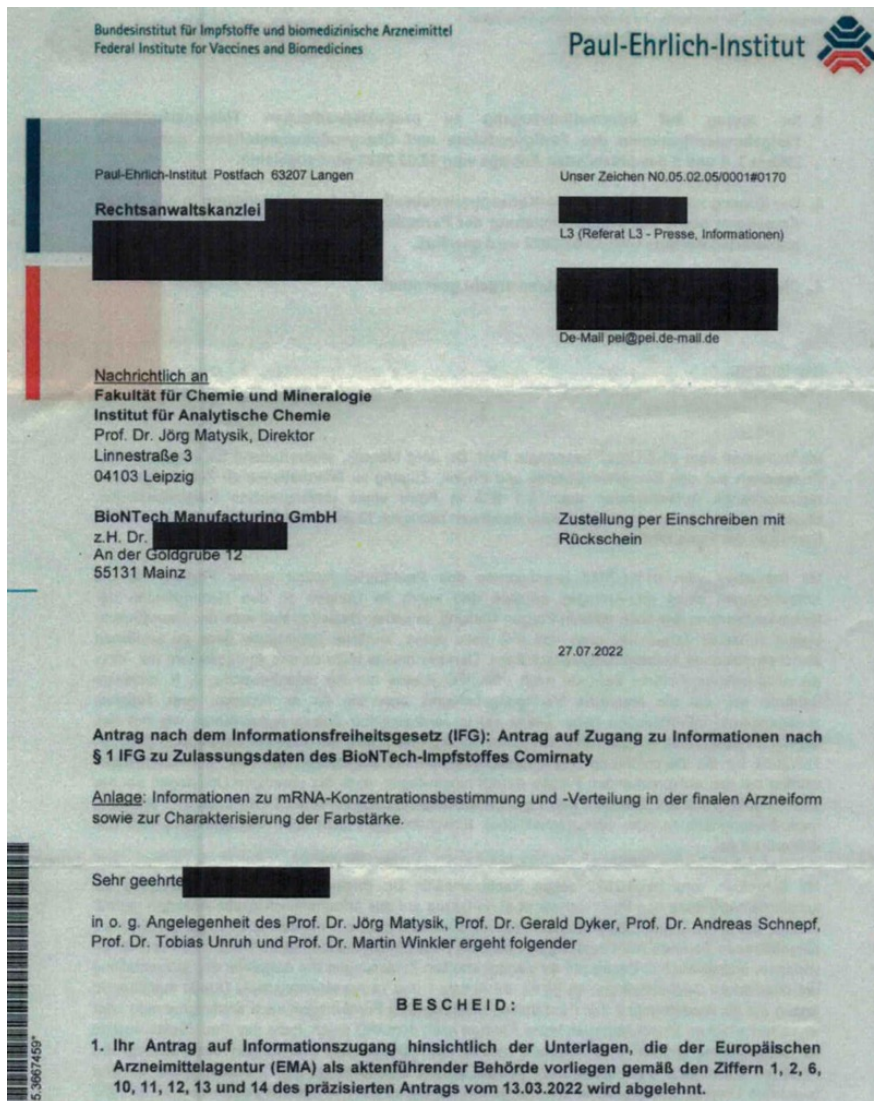 Bundesinstitut für Impfstoffe und biomedizinische Arzneimittel
Federal Institute for Vaccines and Biomedicines
Paul-Ehrlich-Institut
Paul-Ehrlich-Institut Postfach 63207 Langen
Unser Zeichen N0.05.02.05/0001#0170
Rechtsanwaltskanzlei
L3 (Referat L3 - Presse, Informationen)
De-Mail pei@pei.de-mail.de
Nachrichtlich an
Fakultät für Chemie und Mineralogie
Institut für Analytische Chemie
Prof. Dr. Jörg Matysik, Direktor
Linnestraße 3
04103 Leipzig
BioNTech Manufacturing GmbH
z.H. Dr.
An der Goldgrube 12
55131 Mainz
Zustellung per Einschreiben mit
Rückschein
27.07.2022
Antrag nach dem Informationsfreiheitsgesetz (IFG): Antrag auf Zugang zu Informationen nach
§ 1 IFG zu Zulassungsdaten des BioNTech-Impfstoffes Comirnaty
Anlage: Informationen zu mRNA-Konzentrationsbestimmung und -Verteilung in der finalen Arzneiform
sowie zur Charakterisierung der Farbstärke.
Sehr geehrte
in o. g. Angelegenheit des Prof. Dr. Jörg Matysik, Prof. Dr. Gerald Dyker, Prof. Dr. Andreas Schnepf,
Prof. Dr. Tobias Unruh und Prof. Dr. Martin Winkler ergeht folgender
BESCHEID:
1. Ihr Antrag auf Informationszugang hinsichtlich der Unterlagen, die der Europäischen
Arzneimittelagentur (EMA) als aktenführender Behörde vorliegen gemäß den Ziffern 1, 2, 6,
10, 11, 12, 13 und 14 des präzisierten Antrags vom 13.03.2022 wird abgelehnt.
5.3667459*